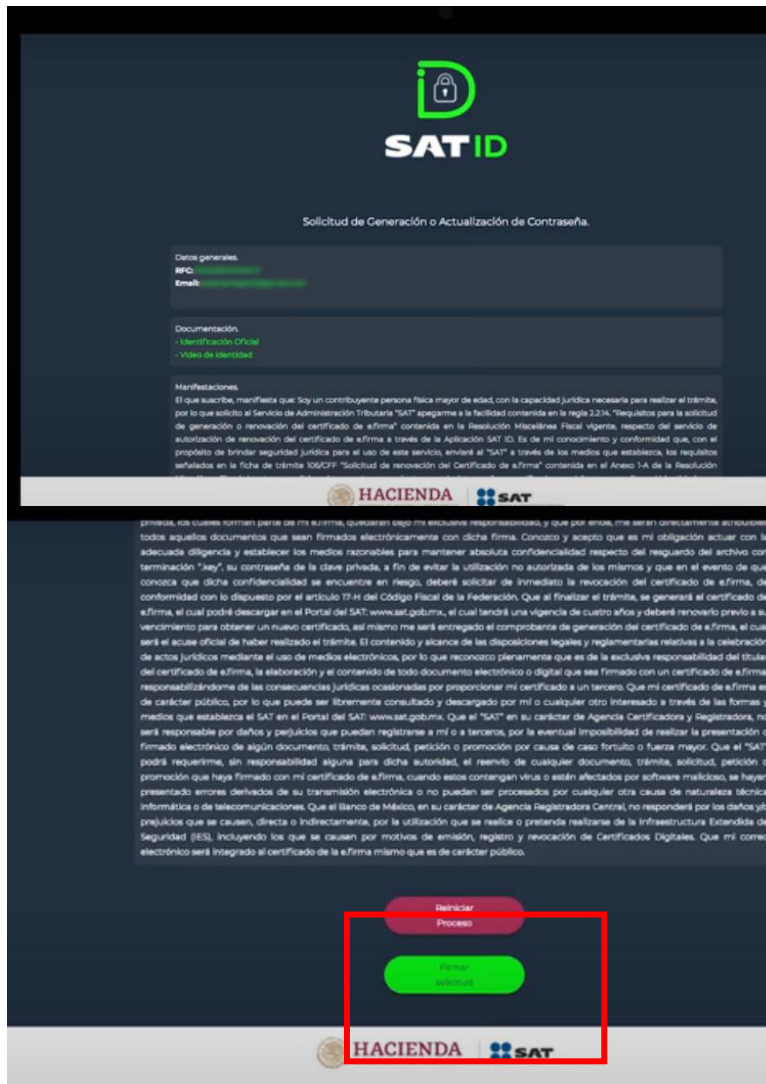 iD
SAT ID
Solicitud de Generación o Actualización de Contraseña.
Datos generales.
RFC:
Email:
Documentación.
- Identificación Oficial
- Video de Identidad
Manifestaciones.
El que suscribe, manifiesta que: Soy un contribuyente persona física mayor de edad, con la capacidad jurídica necesaria para realizar el trámite,
por lo que solicito al Servicio de Administración Tributaria "SAT" apegarme a la facilidad contenida en la regla 2.2.14. "Requisitos para la solicitud
de generación o renovación del certificado de e.firma" contenida en la Resolución Miscelánea Fiscal Vigente, respecto del servicio de
autorización de renovación del certificado de e.firma a través de la Aplicación SAT ID. Es de mi conocimiento y conformidad que, con el
propósito de brindar seguridad jurídica para el uso de este servicio, enviaré al "SAT" a través de los medios que establezca, los requisitos
señalados en la ficha de trámite 106/CFF "Solicitud de renovación del Certificado de e.firma" contenida en el Anexo 1-A de la Resolución
HACIENDA SAT
privada, los cuales forman parte de mi e.firma, quedarán bajo mi exclusiva responsabilidad, y que por ende, me serán directamente atribuibles
todos aquellos documentos que sean firmados electrónicamente con dicha firma. Conozco y acepto que es mi obligación actuar con la
adecuada diligencia y establecer los medios razonables para mantener absoluta confidencialidad respecto del resguardo del archivo con
terminación ".key", su contraseña de la clave privada, a fin de evitar la utilización no autorizada de los mismos y que en el evento de que
conozca que dicha confidencialidad se encuentre en riesgo, deberé solicitar de inmediato la revocación del certificado de e.firma, de
conformidad con lo dispuesto por el artículo 17-H del Código Fiscal de la Federación. Que al finalizar el trámite, se generará el certificado de
e.firma, el cual podré descargar en el Portal del SAT: www.sat.gob.mx., el cual tendrá una vigencia de cuatro años y deberé renovarlo previo a su
vencimiento para obtener un nuevo certificado, así mismo me será entregado el comprobante de generación del certificado de e.firma, el cual
será el acuse oficial de haber realizado el trámite. El contenido y alcance de las disposiciones legales y reglamentarias relativas a la celebración
de actos jurídicos mediante el uso de medios electrónicos, por lo que reconozco plenamente que es de la exclusiva responsabilidad del titular
del certificado de e.firma, la elaboración y el contenido de todo documento electrónico o digital que sea firmado con un certificado de e.firma
responsabilizándome de las consecuencias jurídicas ocasionadas por proporcionar mi certificado a un tercero. Que mi certificado de e.firma es
de carácter público, por lo que puede ser libremente consultado y descargado por mí o cualquier otro interesado a través de las formas y
medios que establezca el SAT en el Portal del SAT: www.sat.gob.mx. Que el "SAT" en su carácter de Agencia Certificadora y Registradora, no
será responsable por daños y perjuicios que puedan registrarse a mí o a terceros, por la eventual imposibilidad de realizar la presentación o
firmado electrónico de algún documento, trámite, solicitud, petición o promoción por causa de caso fortuito o fuerza mayor. Que el "SAT"
podrá requerirme, sin responsabilidad alguna para dicha autoridad, el reenvío de cualquier documento, trámite, solicitud, petición o
promoción que haya firmado con mi certificado de e.firma, cuando estos contengan virus o están afectados por software malicioso, se hayan
presentado errores derivados de su transmisión electrónica o no puedan ser procesados por cualquier otra causa de naturaleza técnica
informática o de telecomunicaciones. Que el Banco de México, en su carácter de Agencia Registradora Central, no responderá por los daños y/o
prejuicios que se causen, directa o indirectamente, por la utilización que se realice o pretenda realizarse de la Infraestructura Extendida de
Seguridad (IES), incluyendo los que se causen por motivos de emisión, registro y revocación de Certificados Digitales. Que mi correo
electrónico será integrado al certificado de la e.firma mismo que es de carácter público.
Reiniciar
Proceso
Firmar
solicitud
HACIENDA SAT